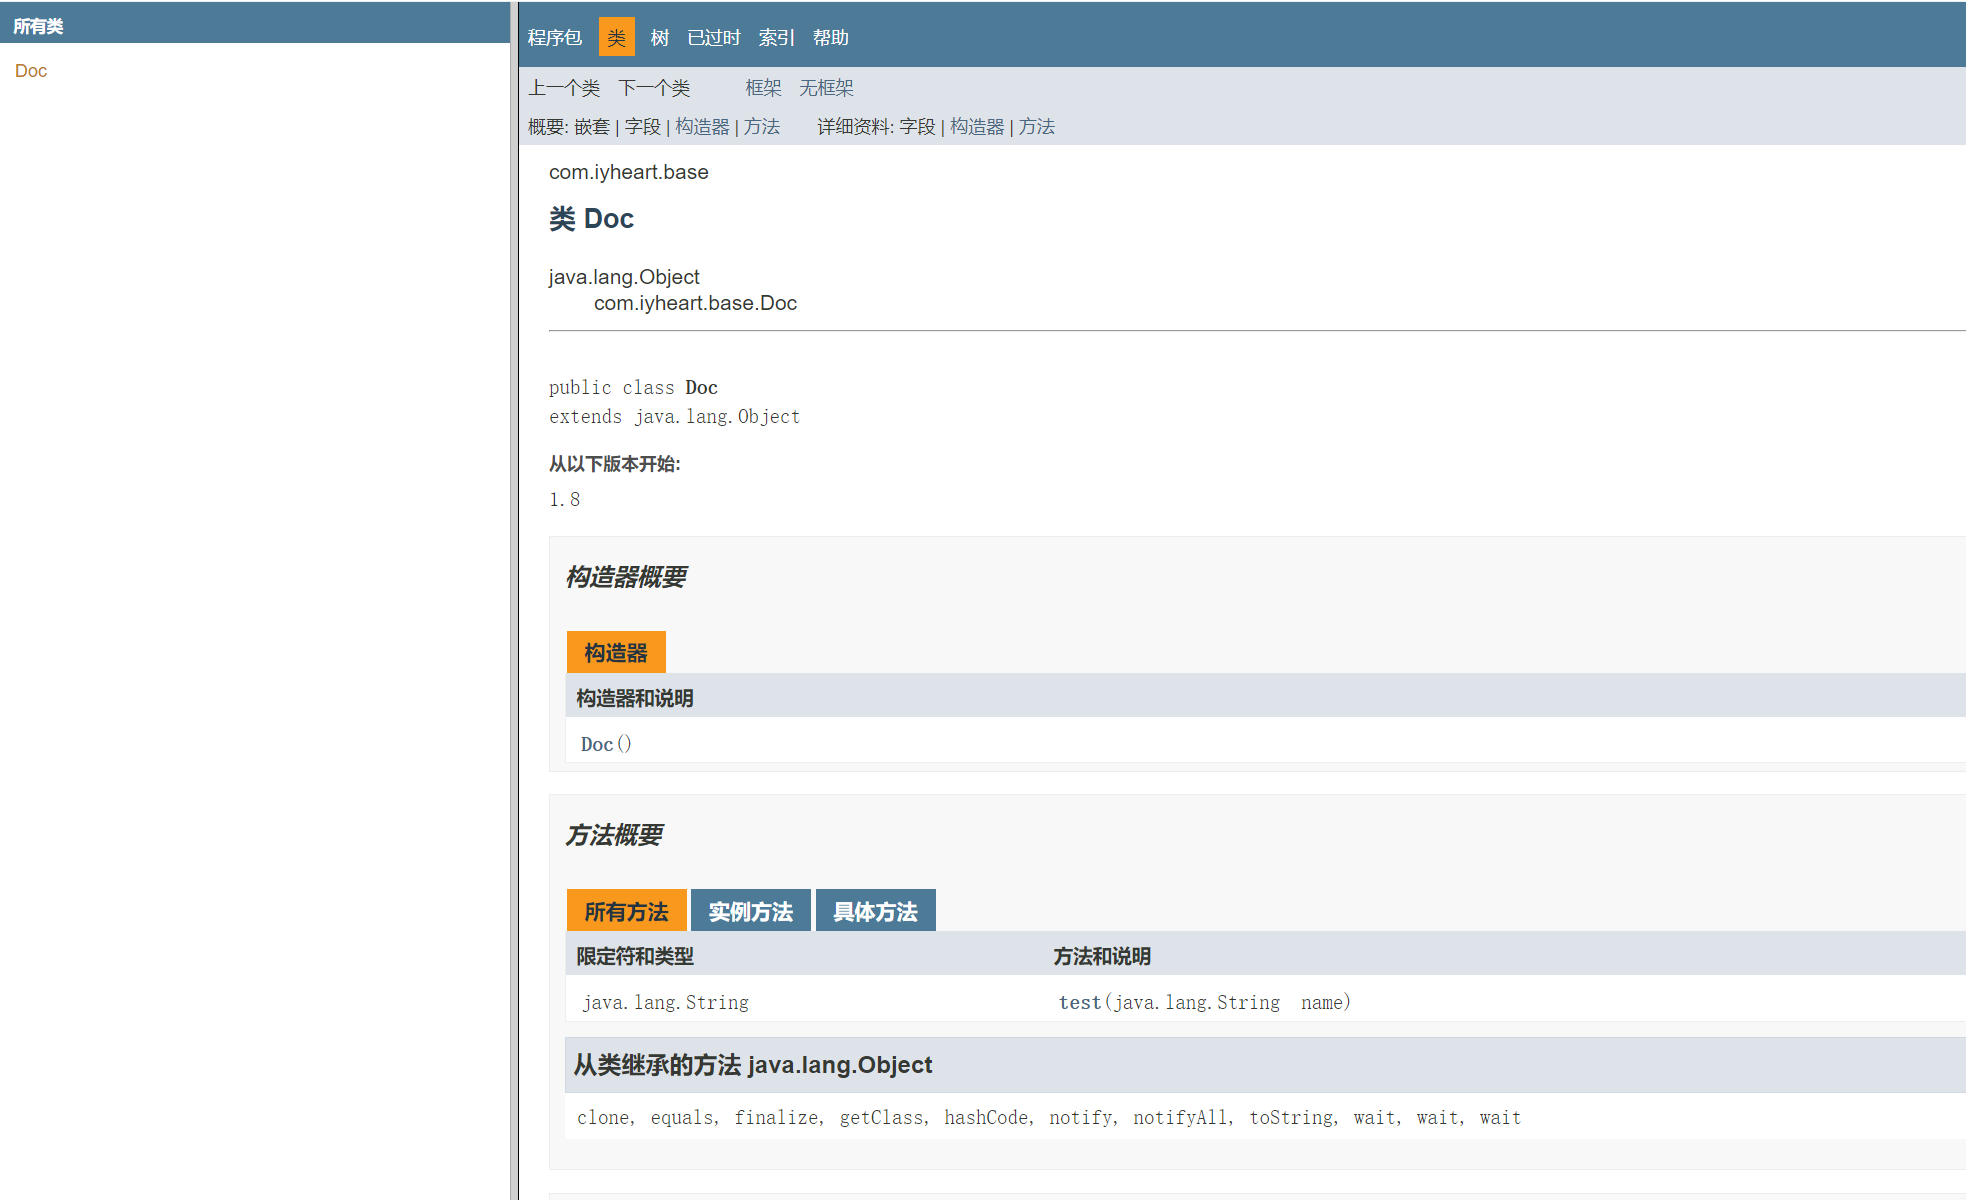 所有类
Doc
程序包 类 树 已过时 索引 帮助
上一个类 下一个类 框架 无框架
概要: 嵌套 | 字段 | 构造器 | 方法 详细资料: 字段 | 构造器 | 方法
com.iyheart.base
类 Doc
java.lang.Object
com.iyheart.base.Doc
public class Doc
extends java.lang.Object
从以下版本开始:
1.8
构造器概要
构造器
构造器和说明
Doc()
方法概要
所有方法 实例方法 具体方法
限定符和类型 方法和说明
java.lang.String test(java.lang.String name)
从类继承的方法 java.lang.Object
clone, equals, finalize, getClass, hashCode, notify, notifyAll, toString, wait, wait, wait